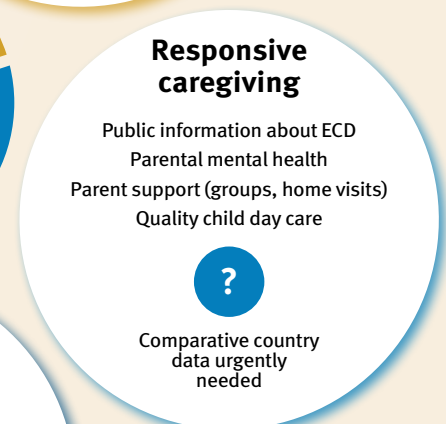 Responsive
caregiving
Public information about ECD
Parental mental health
Parent support (groups, home visits)
Quality child day care
?
Comparative country
data urgently
needed